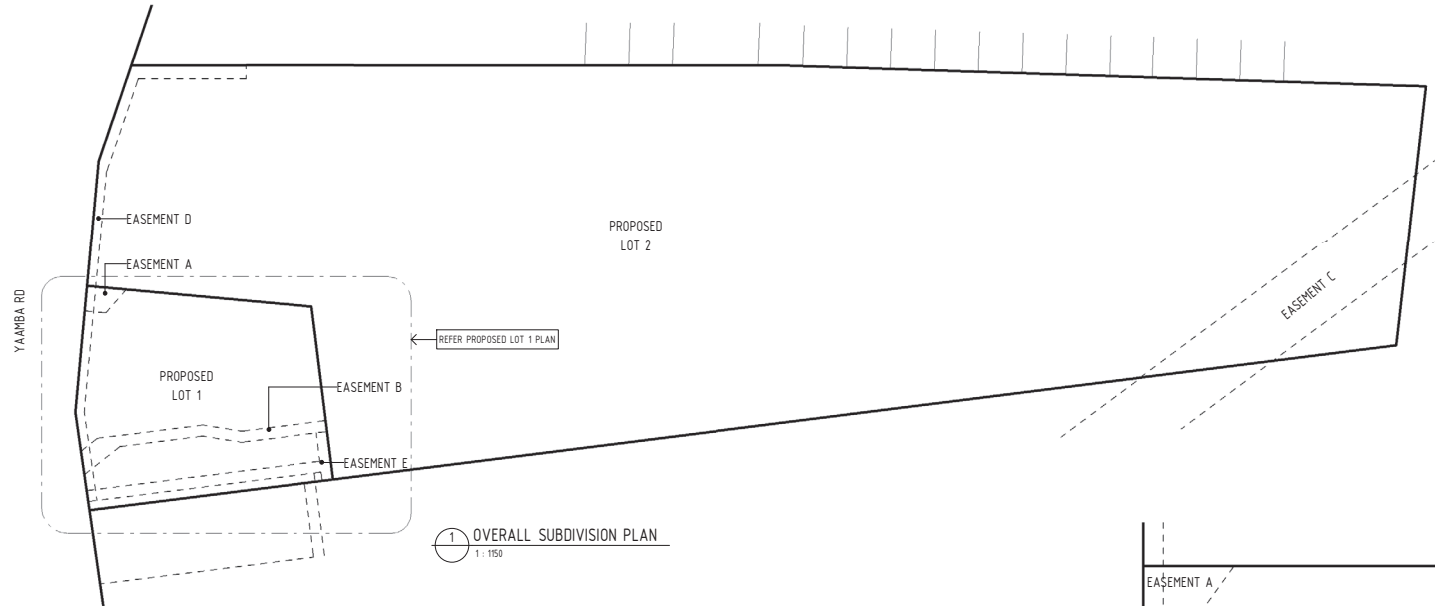 EASEMENT D
PROPOSED
LOT 2
EASEMENT A
YAAMBA RD
EASEMENT C
REFER PROPOSED LOT 1 PLAN
PROPOSED
LOT 1
EASEMENT B
EASEMENT E
1 OVERALL SUBDIVISION PLAN
1 : 1150
EASEMENT A